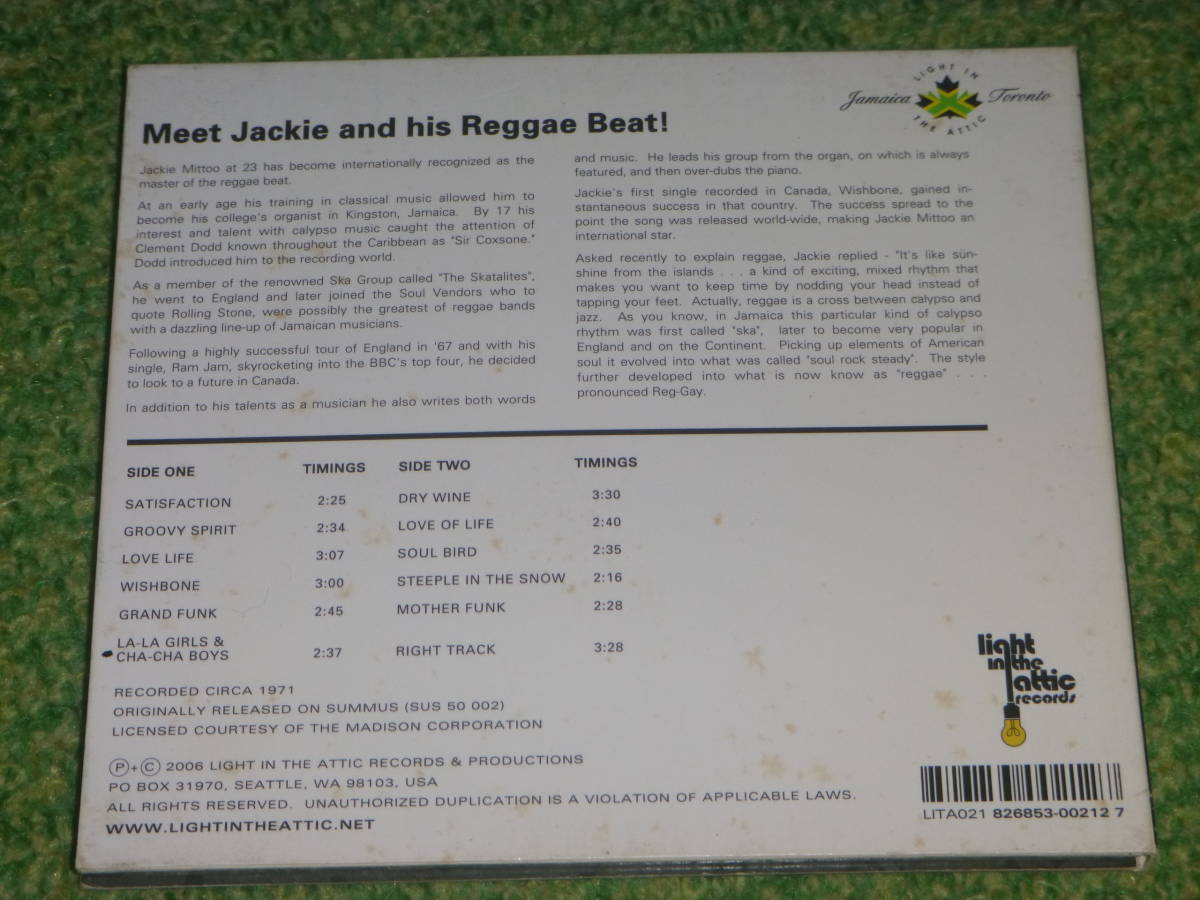 LIGHT IN
Jamaica Toronto
THE ATTIC
Meet Jackie and his Reggae Beat!
Jackie Mittoo at 23 has become internationally recognized as the
master of the reggae beat.
At an early age his training in classical music allowed him to
become his college's organist in Kingston, Jamaica. By 17 his
interest and talent with calypso music caught the attention of
Clement Dodd known throughout the Caribbean as "Sir Coxsone."
Dodd introduced him to the recording world.
As a member of the renowned Ska Group called "The Skatalites",
he went to England and later joined the Soul Vendors who to
quote Rolling Stone, were possibly the greatest of reggae bands
with a dazzling line-up of Jamaican musicians.
Following a highly successful tour of England in '67 and with his
single, Ram Jam, skyrocketing into the BBC's top four, he decided
to look to a future in Canada.
In addition to his talents as a musician he also writes both words
and music. He leads his group from the organ, on which is always
featured, and then over-dubs the piano.
Jackie's first single recorded in Canada, Wishbone, gained in-
stantaneous success in that country. The success spread to the
point the song was released world-wide, making Jackie Mittoo an
international star.
Asked recently to explain reggae, Jackie replied - "It's like sun-
shine from the islands . . . a kind of exciting, mixed rhythm that
makes you want to keep time by nodding your head instead of
tapping your feet. Actually, reggae is a cross between calypso and
jazz. As you know, in Jamaica this particular kind of calypso
rhythm was first called "ska", later to become very popular in
England and on the Continent. Picking up elements of American
soul it evolved into what was called "soul rock steady". The style
further developed into what is now know as "reggae" . . .
pronounced Reg-Gay.
SIDE ONE TIMINGS
SATISFACTION 2:25
GROOVY SPIRIT 2:34
LOVE LIFE 3:07
WISHBONE 3:00
GRAND FUNK 2:45
LA-LA GIRLS &
CHA-CHA BOYS 2:37
SIDE TWO TIMINGS
DRY WINE 3:30
LOVE OF LIFE 2:40
SOUL BIRD 2:35
STEEPLE IN THE SNOW 2:16
MOTHER FUNK 2:28
RIGHT TRACK 3:28
RECORDED CIRCA 1971
ORIGINALLY RELEASED ON SUMMUS (SUS 50 002)
LICENSED COURTESY OF THE MADISON CORPORATION
℗+© 2006 LIGHT IN THE ATTIC RECORDS & PRODUCTIONS
PO BOX 31970, SEATTLE, WA 98103, USA
ALL RIGHTS RESERVED. UNAUTHORIZED DUPLICATION IS A VIOLATION OF APPLICABLE LAWS.
WWW.LIGHTINTHEATTIC.NET
light
in the
attic
records
LITA021 826853-00212 7